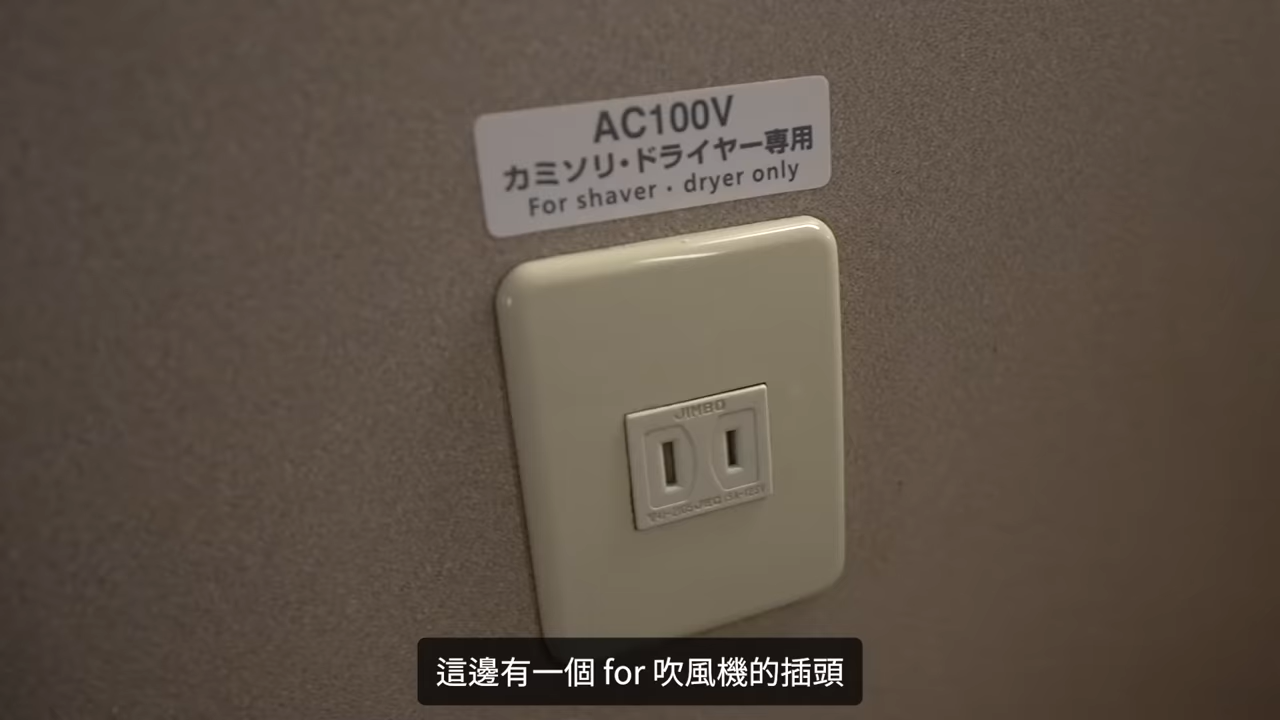 AC100V
カミソリ・ドライヤー専用
For shaver・dryer only
JIMBO
這邊有一個 for 吹風機的插頭